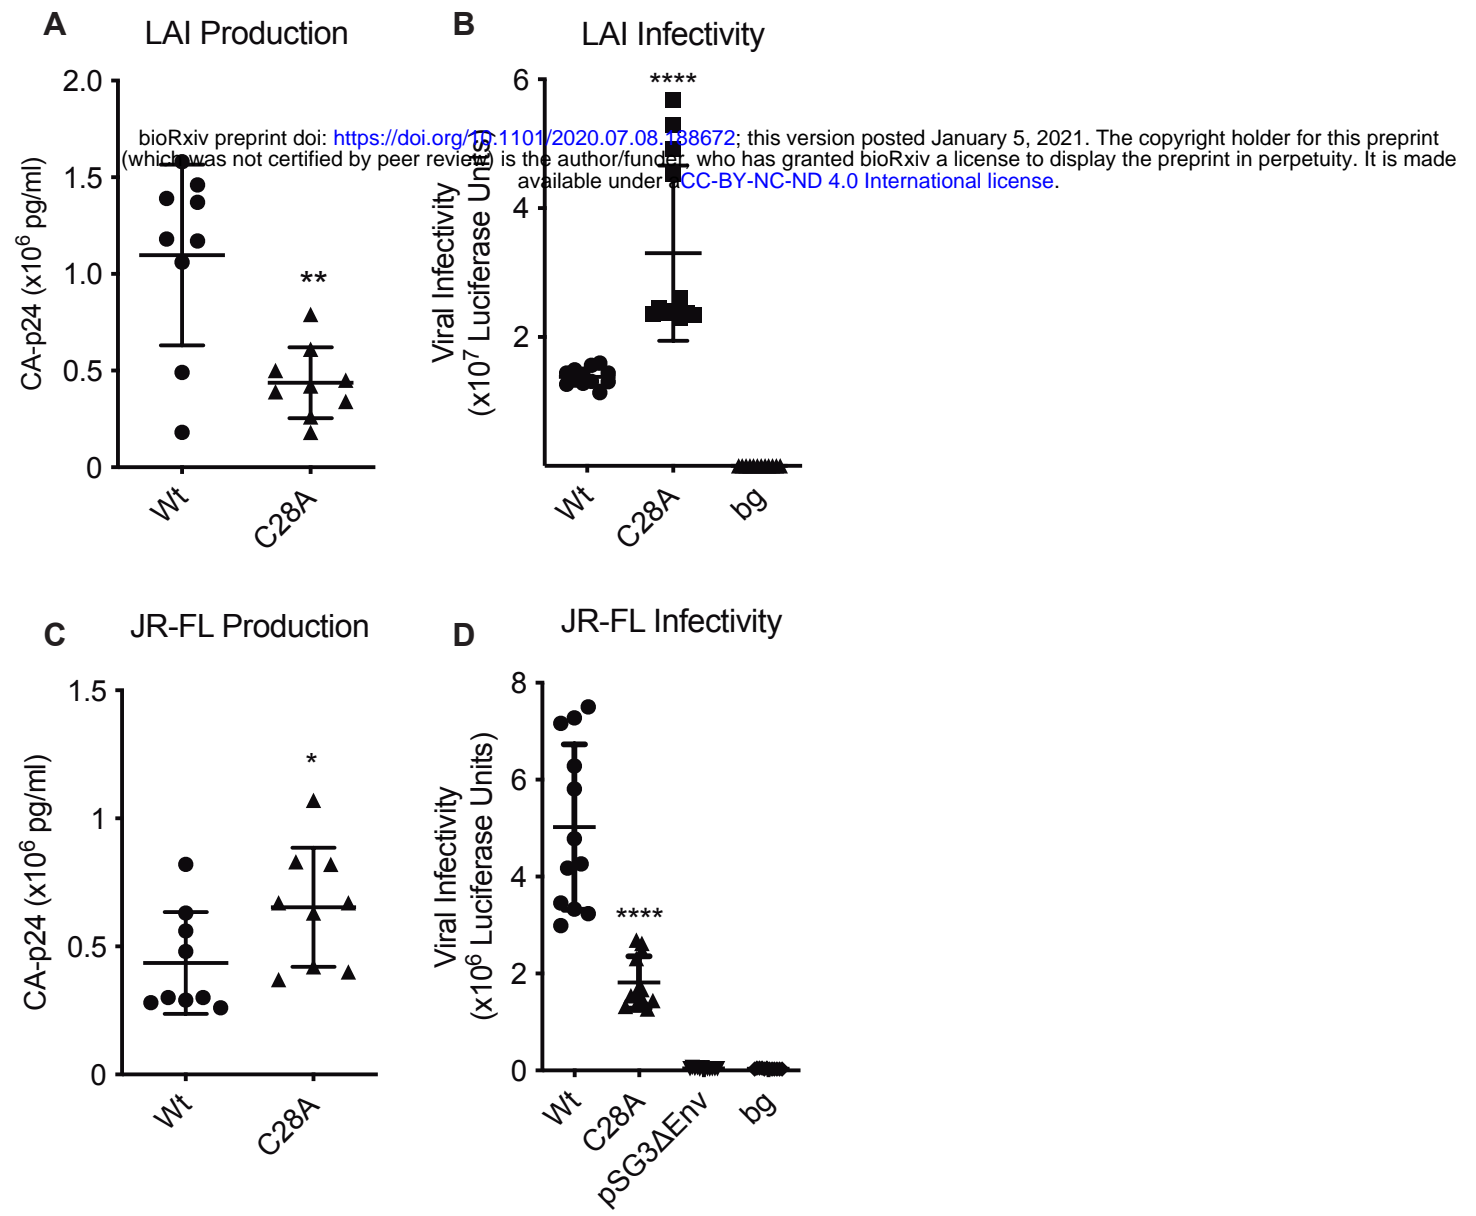 A
LAI Production
B
LAI Infectivity
bioRxiv preprint doi: https://doi.org/10.1101/2020.07.08.188672; this version posted January 5, 2021. The copyright holder for this preprint
(which was not certified by peer review) is the author/funder, who has granted bioRxiv a license to display the preprint in perpetuity. It is made
available under aCC-BY-NC-ND 4.0 International license.
CA-p24 (x10⁶ pg/ml)
2.0
1.5
1.0
0.5
0
**
Wt
C28A
Viral Infectivity
(x10⁷ Luciferase Units)
6
4
2
****
Wt
C28A
bg
C
JR-FL Production
CA-p24 (x10⁶ pg/ml)
1.5
1
0.5
0
*
Wt
C28A
D
JR-FL Infectivity
Viral Infectivity
(x10⁶ Luciferase Units)
8
6
4
2
0
****
Wt
C28A
pSG3ΔEnv
bg